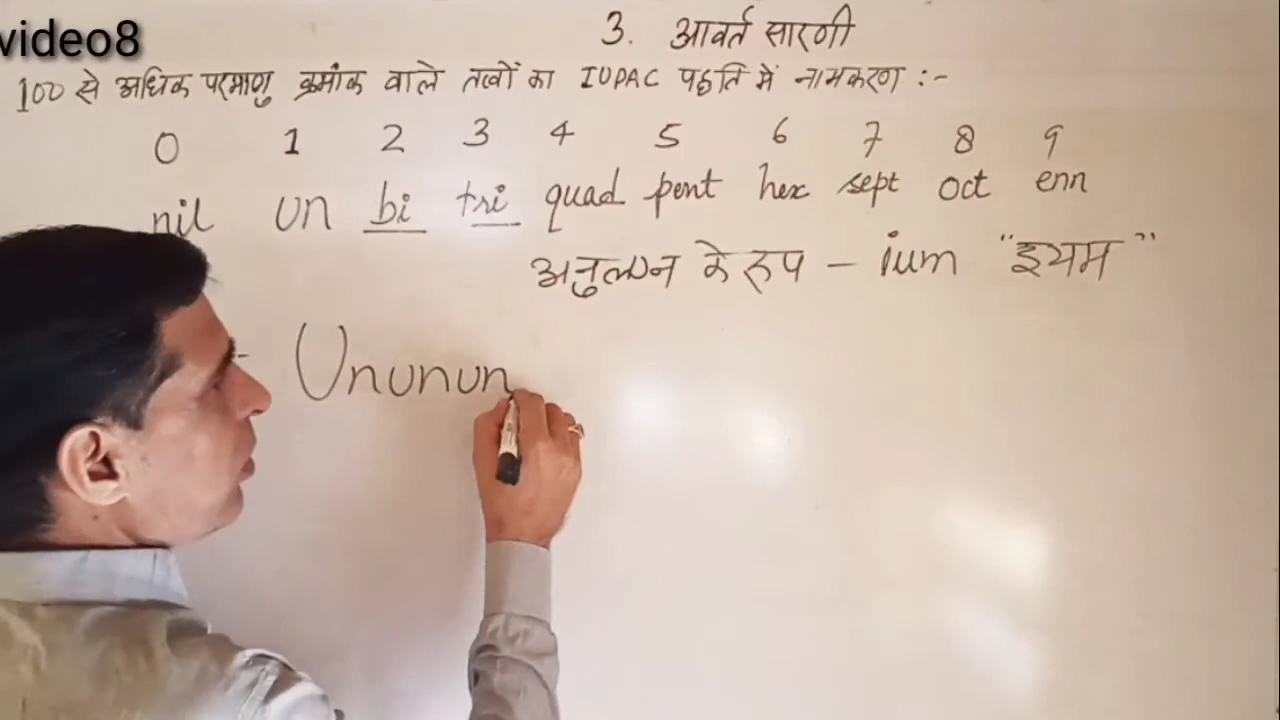 video8
3. आवर्त सारणी
100 से अधिक परमाणु क्रमांक वाले तत्वों का IUPAC पद्धति में नामकरण :-
0 1 2 3 4 5 6 7 8 9
nil un bi tri quad pent hex sept oct enn
अनुलग्न के रूप - ium "इयम"
- Ununun